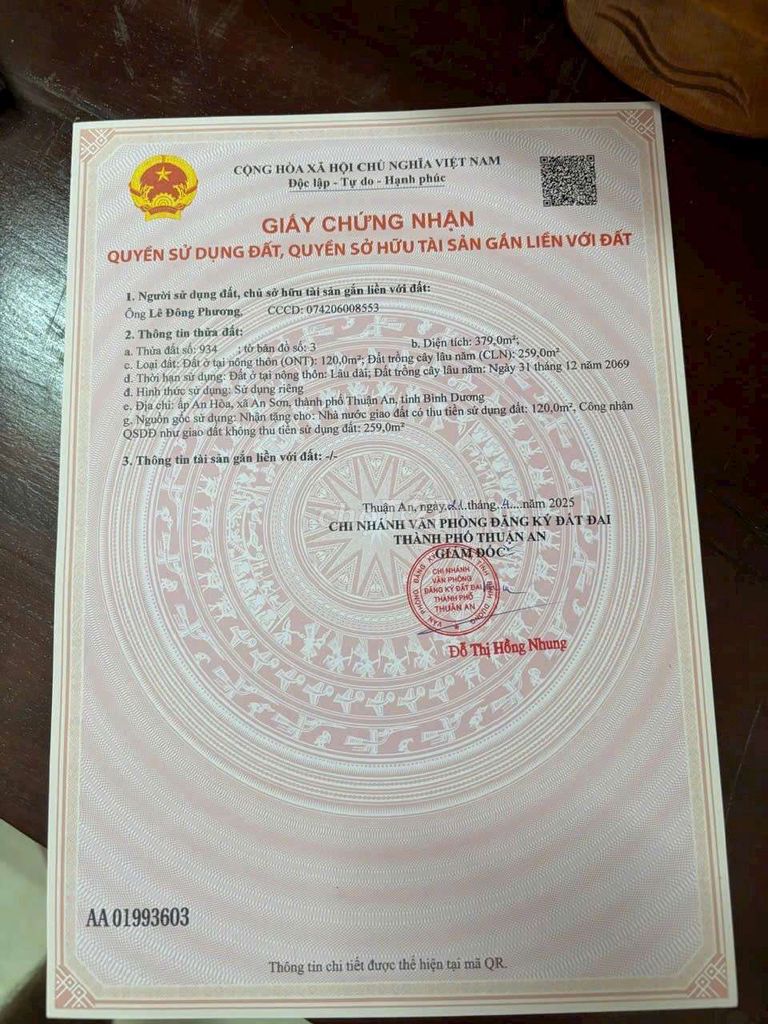 CỘNG HÒA XÃ HỘI CHỦ NGHĨA VIỆT NAM
Độc lập - Tự do - Hạnh phúc
GIẤY CHỨNG NHẬN
QUYỀN SỬ DỤNG ĐẤT, QUYỀN SỞ HỮU TÀI SẢN GẮN LIỀN VỚI ĐẤT
1. Người sử dụng đất, chủ sở hữu tài sản gắn liền với đất:
Ông Lê Đông Phương, CCCD: 074206008553
2. Thông tin thửa đất:
a. Thửa đất số: 934 ; tờ bản đồ số: 3 b. Diện tích: 379,0m²;
c. Loại đất: Đất ở tại nông thôn (ONT): 120,0m²; Đất trồng cây lâu năm (CLN): 259,0m²
d. Thời hạn sử dụng: Đất ở tại nông thôn: Lâu dài; Đất trồng cây lâu năm: Ngày 31 tháng 12 năm 2069
đ. Hình thức sử dụng: Sử dụng riêng
e. Địa chỉ: ấp An Hòa, xã An Sơn, thành phố Thuận An, tỉnh Bình Dương
g. Nguồn gốc sử dụng: Nhận tặng cho: Nhà nước giao đất có thu tiền sử dụng đất: 120,0m², Công nhận
QSDĐ như giao đất không thu tiền sử dụng đất: 259,0m²
3. Thông tin tài sản gắn liền với đất: -/-
Thuận An, ngày tháng 4 năm 2025
CHI NHÁNH VĂN PHÒNG ĐĂNG KÝ ĐẤT ĐAI
THÀNH PHỐ THUẬN AN
GIÁM ĐỐC
CHI NHÁNH
VĂN PHÒNG
ĐĂNG KÝ ĐẤT ĐAI
THÀNH PHỐ
THUẬN AN
Đỗ Thị Hồng Nhung
AA 01993603
Thông tin chi tiết được thể hiện tại mã QR.